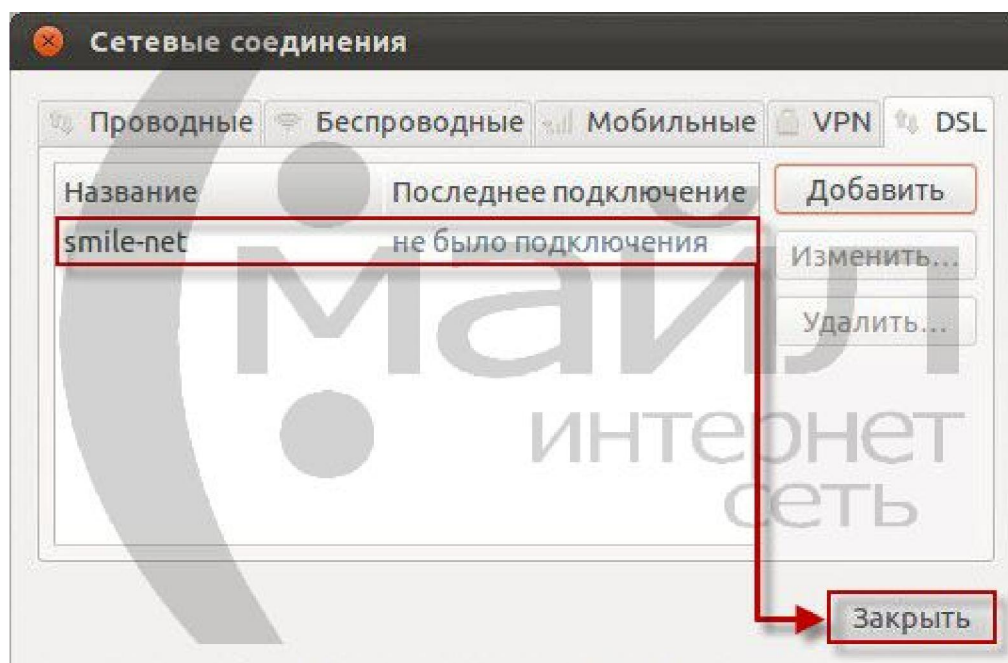 Сетевые соединения
Проводные Беспроводные Мобильные VPN DSL
Название Последнее подключение Добавить
smile-net не было подключения Изменить...
Удалить...
майл
интернет
сеть
Закрыть